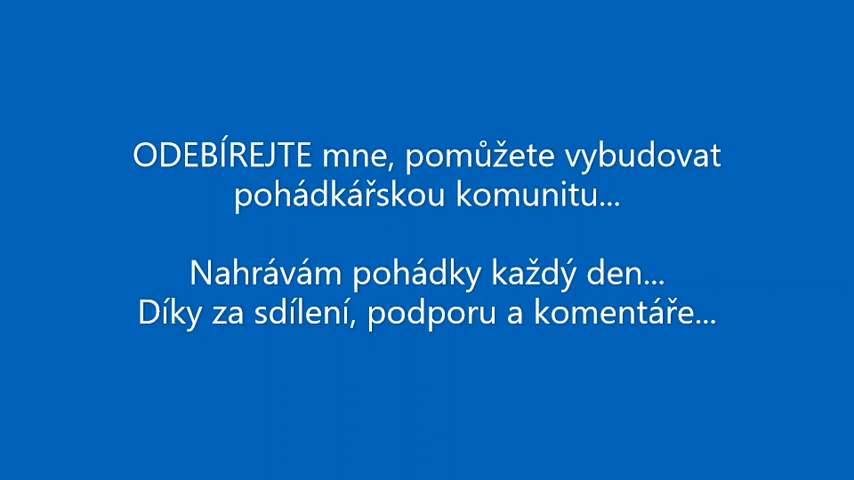 ODEBÍREJTE mne, pomůžete vybudovat
pohádkářskou komunitu...
Nahrávám pohádky každý den...
Díky za sdílení, podporu a komentáře...